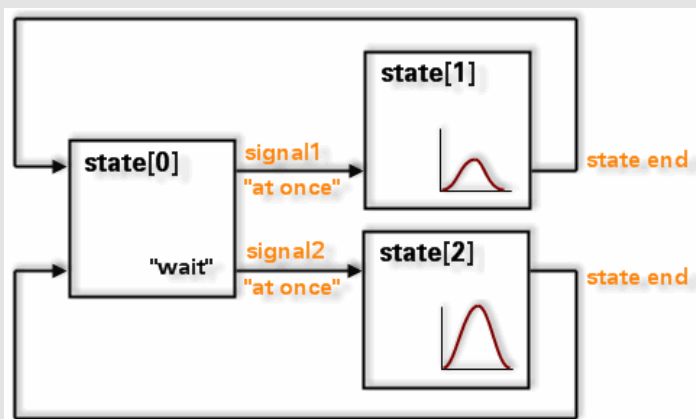 state[1]
state[0]
signal1
"at once"
state end
"wait"
signal2
"at once"
state[2]
state end